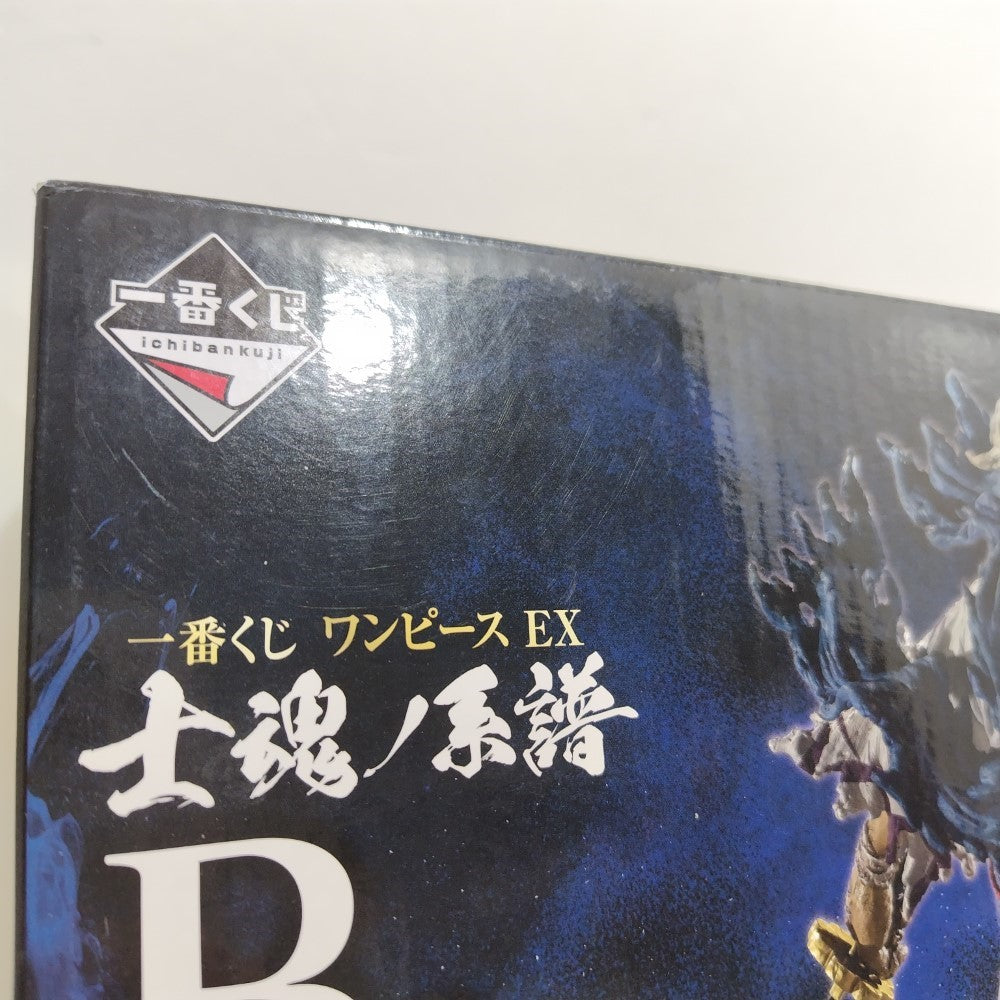 一番くじ
ichibankuji
一番くじ ワンピース EX
士魂ノ系譜
B